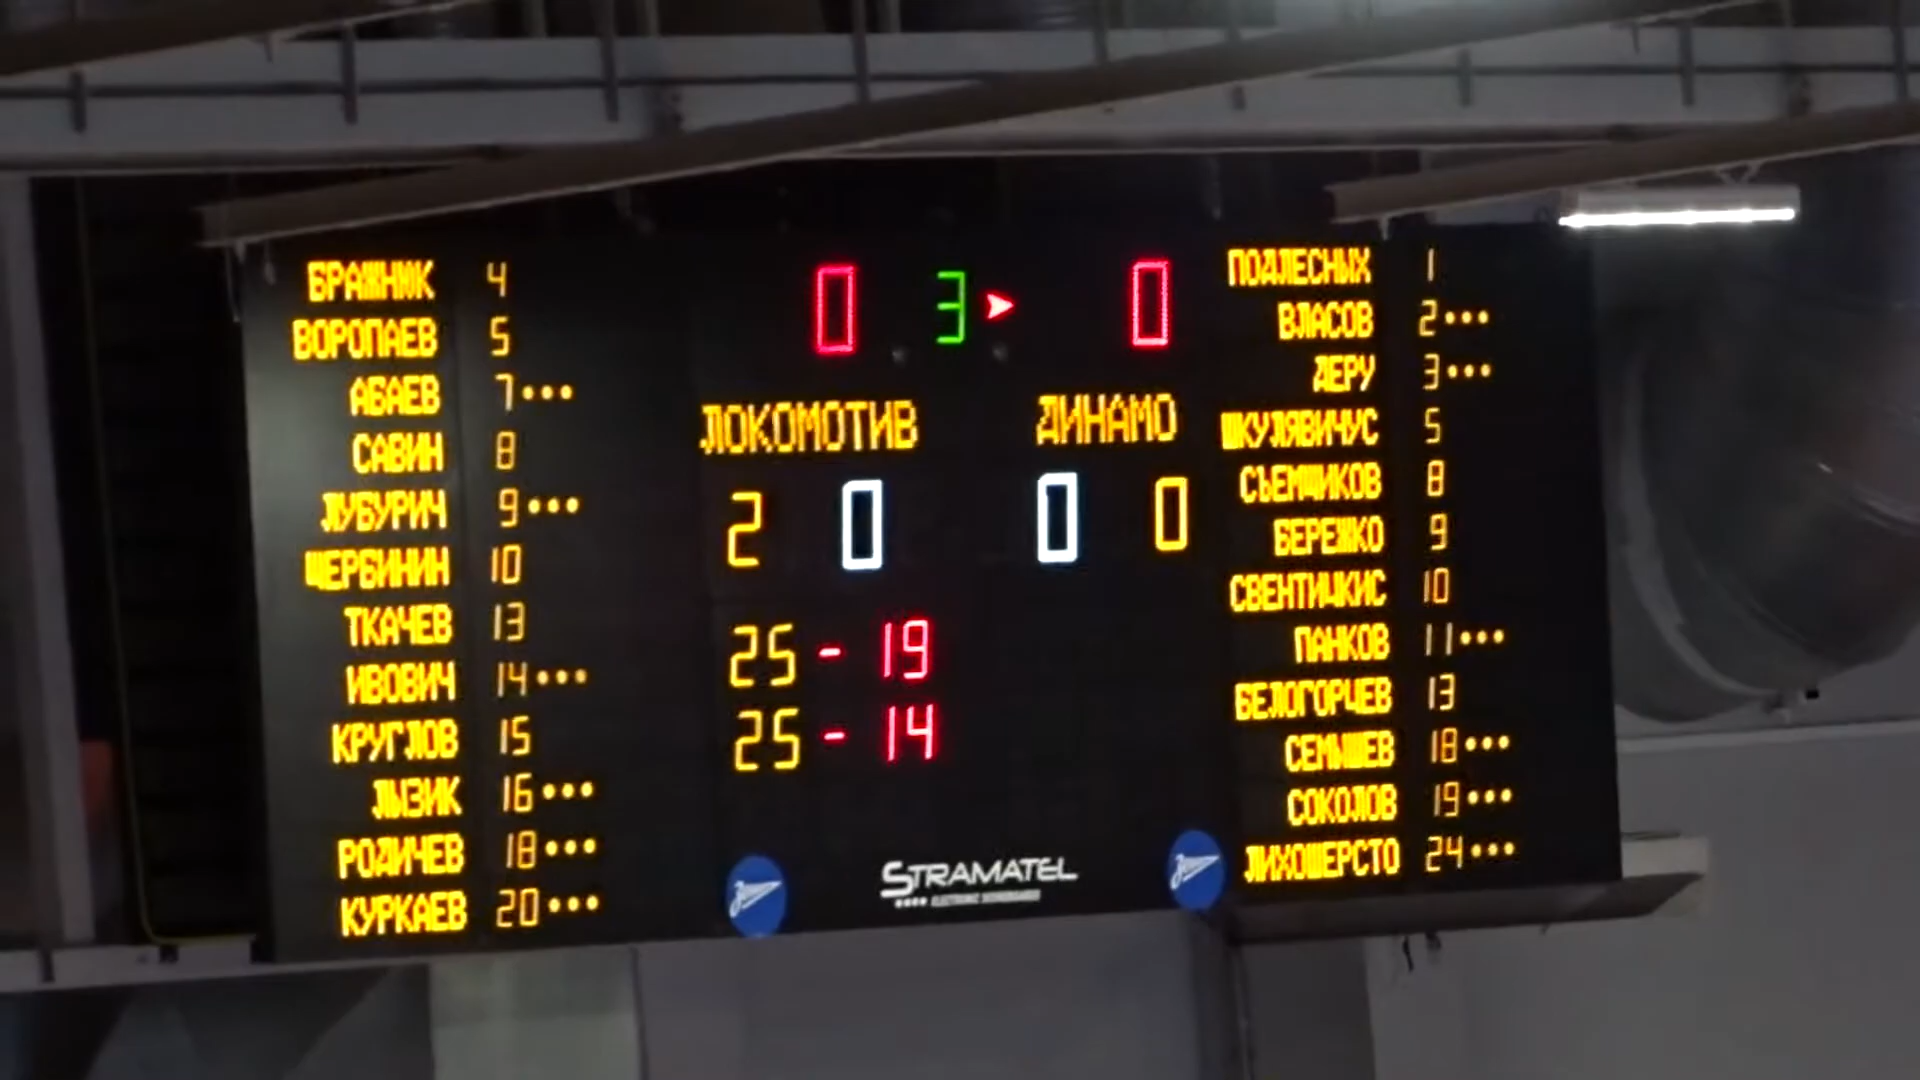 БРАЖНЮК 4
ВОРОПАЕВ 5
АБАЕВ 7•••
САВИН 8
ЛУБУРИЧ 9•••
ЩЕРБИНИН 10
ТКАЧЕВ 13
ИВОВИЧ 14•••
КРУГЛОВ 15
ЛЫЗИК 16•••
РОДИЧЕВ 18•••
КУРКАЕВ 20•••
0 3 0
ЛОКОМОТИВ ДИНАМО
2 0 0 0
25 - 19
25 - 14
STRAMATEL
ПОДЛЕСНЫХ 1
ВЛАСОВ 2•••
ДЕРУ 3•••
ШКУЛЯВИЧУС 5
СЪЕМЩИКОВ 8
БЕРЕЖКО 9
СВЕНТИЦКИС 10
ПАНКОВ 11•••
БЕЛОГОРЦЕВ 13
СЕМЫШЕВ 18•••
СОКОЛОВ 19•••
ЛИХОШЕРСТО 24•••